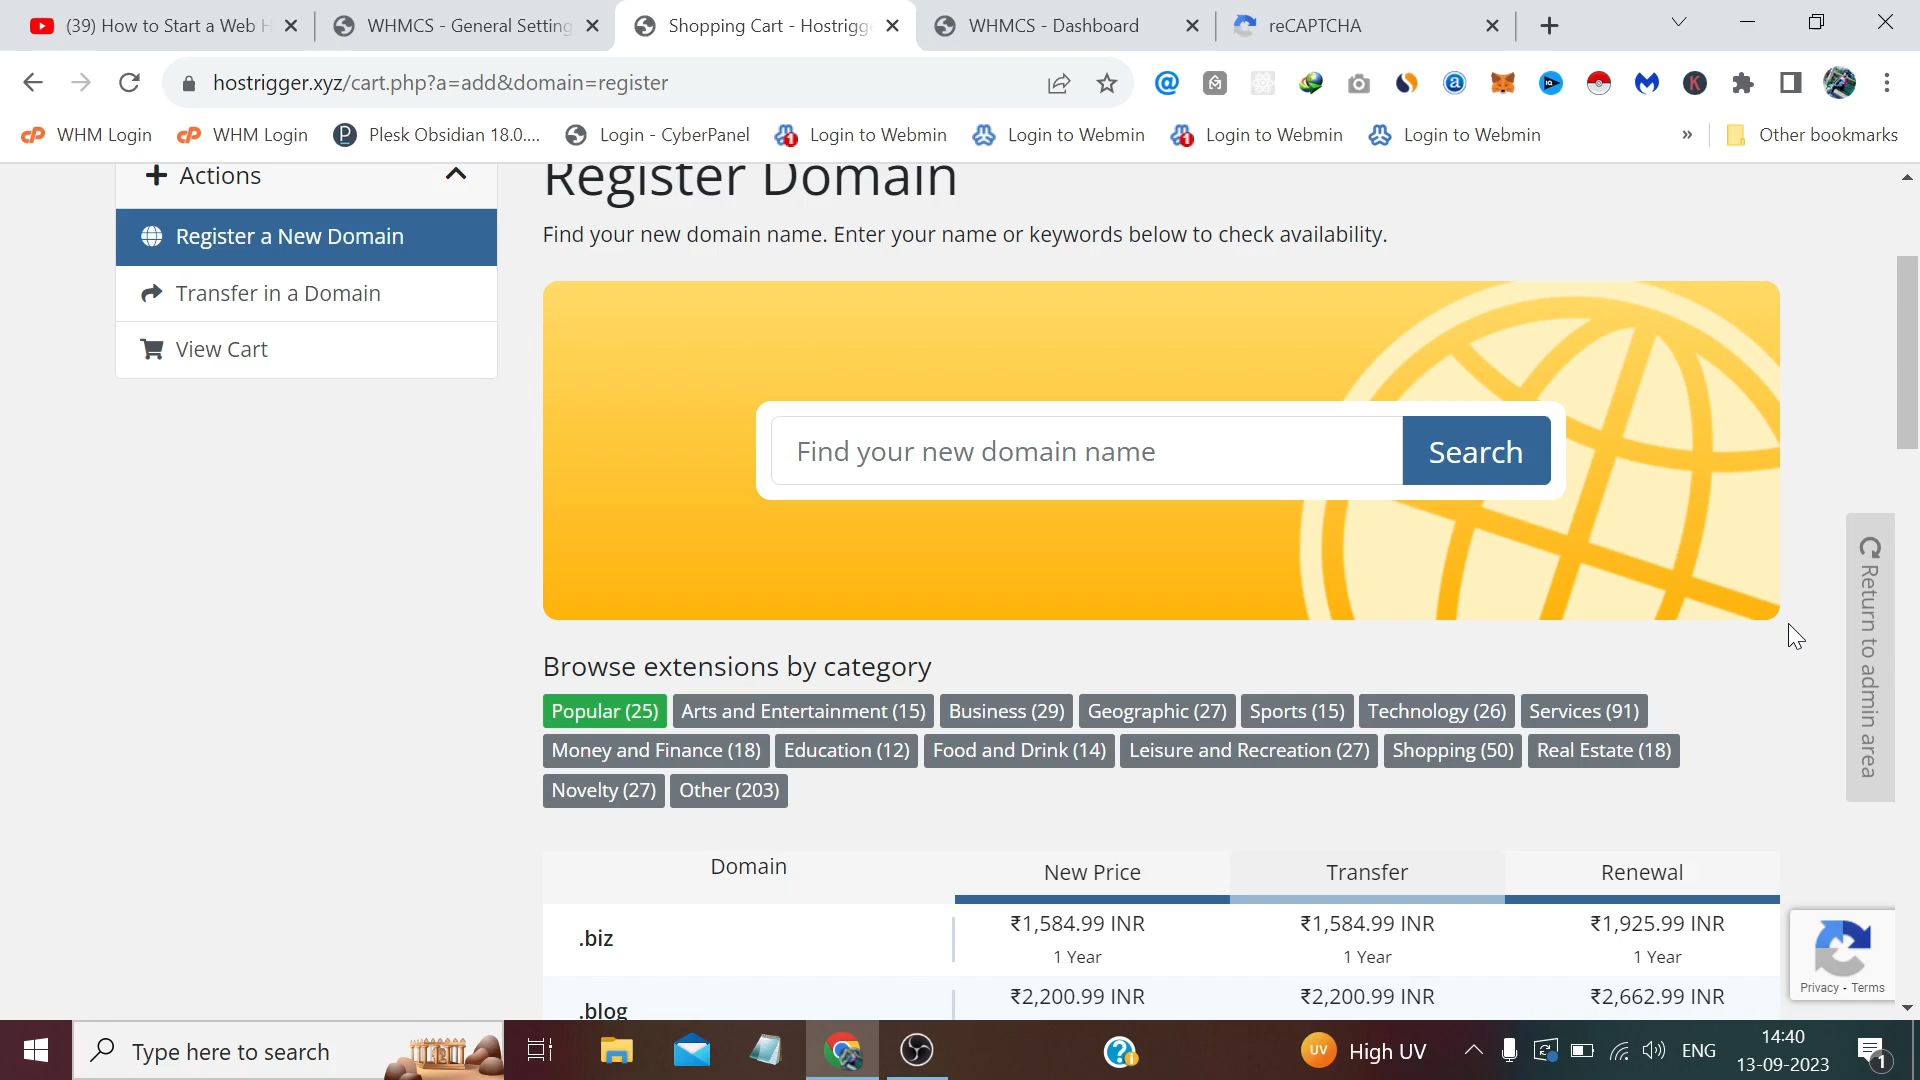 (39) How to Start a Web H
WHMCS - General Setting
Shopping Cart - Hostrigge
WHMCS - Dashboard
reCAPTCHA
hostrigger.xyz/cart.php?a=add&domain=register
WHM Login
WHM Login
Plesk Obsidian 18.0....
Login - CyberPanel
Login to Webmin
Login to Webmin
Login to Webmin
Login to Webmin
»
Other bookmarks
Actions
Register a New Domain
Transfer in a Domain
View Cart
Register Domain
Find your new domain name. Enter your name or keywords below to check availability.
Find your new domain name
Search
Return to admin area
Browse extensions by category
Popular (25) Arts and Entertainment (15) Business (29) Geographic (27) Sports (15) Technology (26) Services (91)
Money and Finance (18) Education (12) Food and Drink (14) Leisure and Recreation (27) Shopping (50) Real Estate (18)
Novelty (27) Other (203)
Domain New Price Transfer Renewal
.biz ₹1,584.99 INR ₹1,584.99 INR ₹1,925.99 INR
1 Year 1 Year 1 Year
.blog ₹2,200.99 INR ₹2,200.99 INR ₹2,662.99 INR
Privacy - Terms
Type here to search
UV
High UV
ENG
14:40
13-09-2023
1